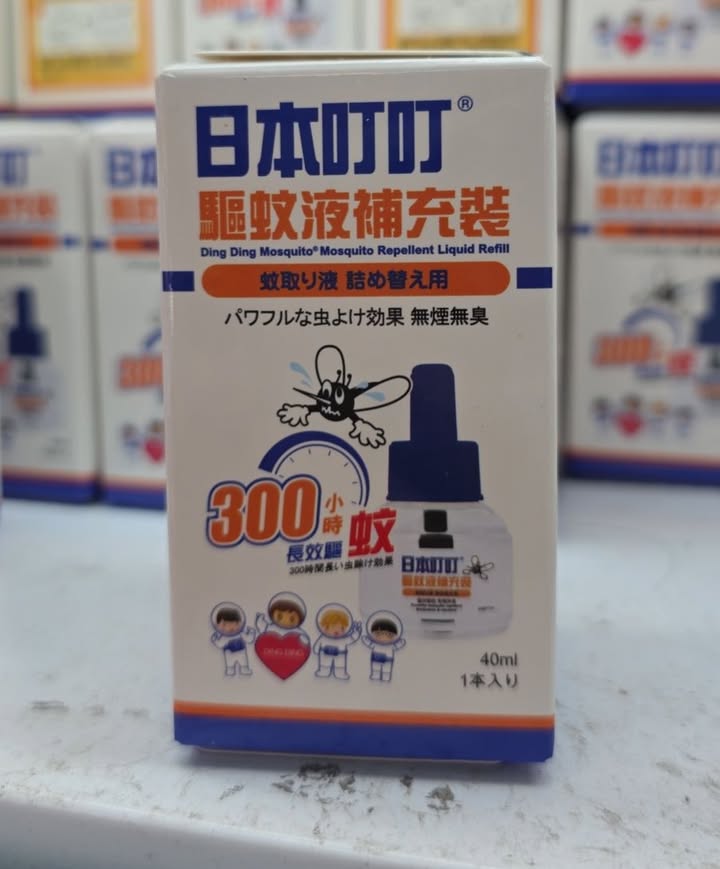 日本叮叮®
驅蚊液補充裝
Ding Ding Mosquito® Mosquito Repellent Liquid Refill
蚊取り液 詰め替え用
パワフルな虫よけ効果 無煙無臭
300小時
長效驅蚊
300時間長い虫除け効果
日本叮叮
驅蚊液補充裝
DING DING
40ml
1本入り